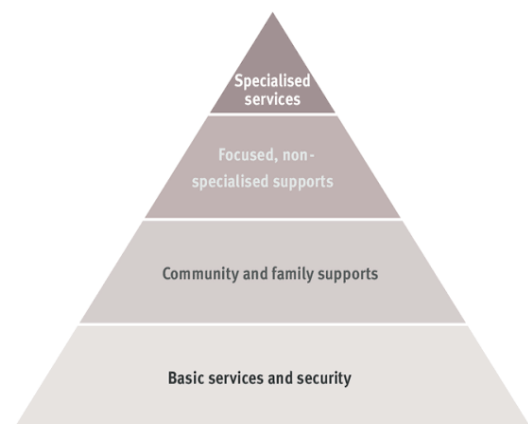 Specialised
services
Focused, non-
specialised supports
Community and family supports
Basic services and security